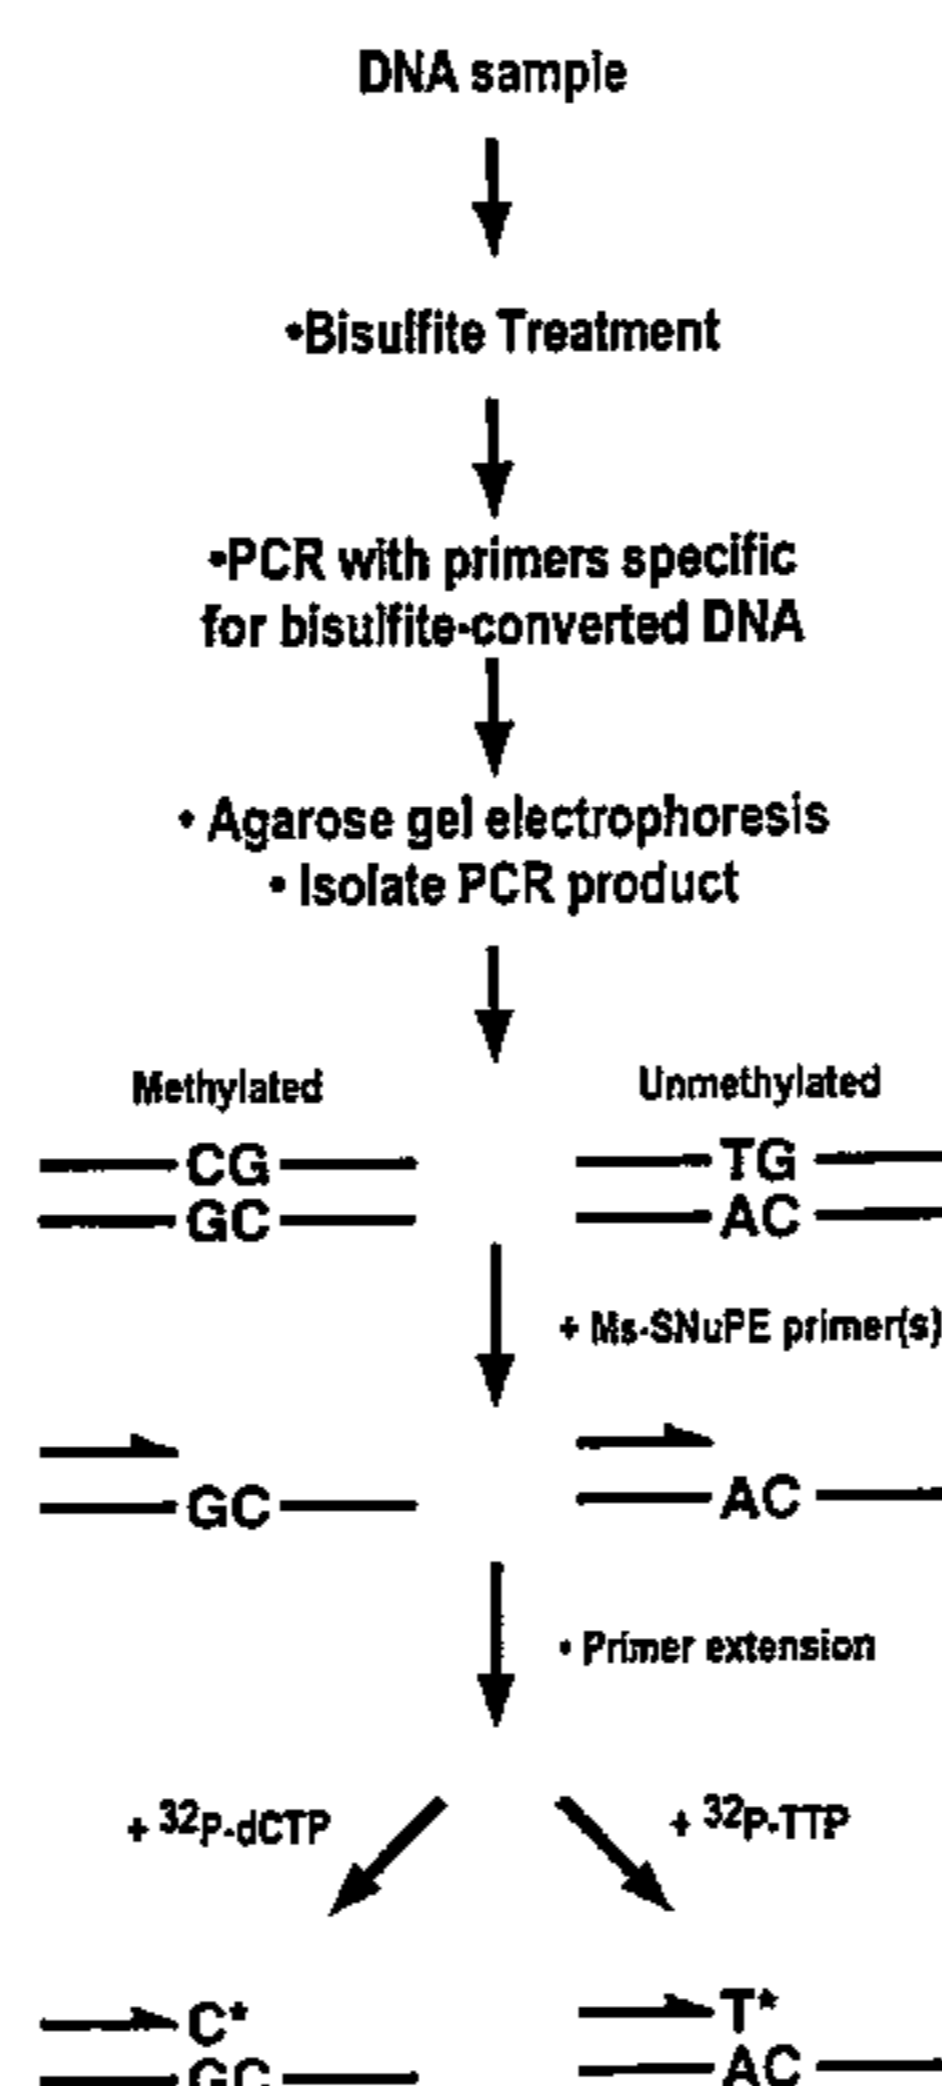 DNA sample
•Bisulfite Treatment
•PCR with primers specific
for bisulfite-converted DNA
• Agarose gel electrophoresis
• Isolate PCR product
Methylated Unmethylated
CG TG
GC AC
+ Ms-SNuPE primer(s)
GC AC
• Primer extension
+ 32P-dCTP + 32P-TTP
C* T*
GC AC